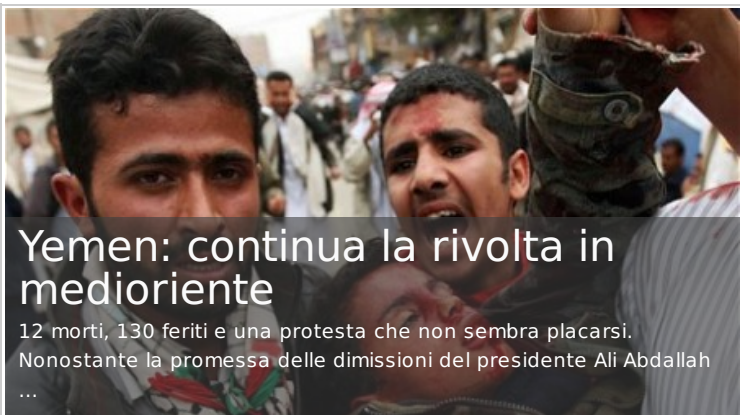 Yemen: continua la rivolta in
medioriente
12 morti, 130 feriti e una protesta che non sembra placarsi.
Nonostante la promessa delle dimissioni del presidente Ali Abdallah
...